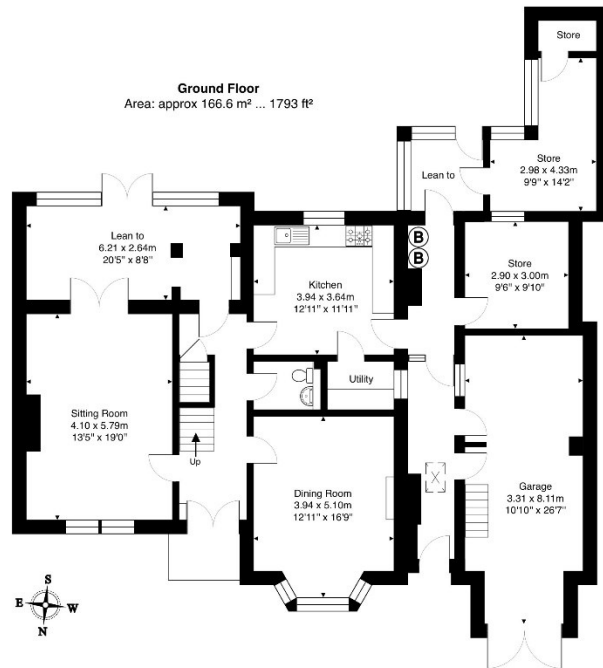 Ground Floor
Area: approx 166.6 m² ... 1793 ft²
Store
Store
2.98 x 4.33m
9'9" x 14'2"
Lean to
Lean to
6.21 x 2.64m
20'5" x 8'8"
B
B
Kitchen
3.94 x 3.64m
12'11" x 11'11"
Store
2.90 x 3.00m
9'6" x 9'10"
Utility
Sitting Room
4.10 x 5.79m
13'5" x 19'0"
Up
Dining Room
3.94 x 5.10m
12'11" x 16'9"
Garage
3.31 x 8.11m
10'10" x 26'7"
S
E W
N